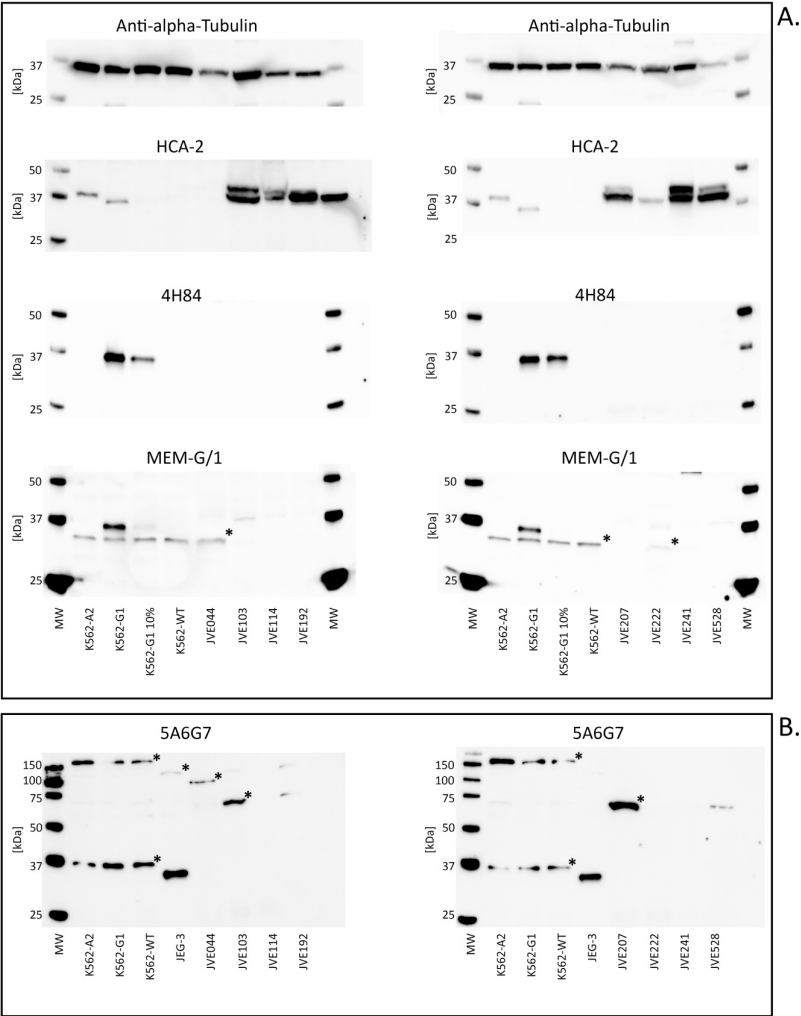 A.
Anti-alpha-Tubulin
37
25
[kDa]
Anti-alpha-Tubulin
37
25
[kDa]
HCA-2
50
37
25
[kDa]
HCA-2
50
37
25
[kDa]
4H84
50
37
25
[kDa]
4H84
50
37
25
[kDa]
MEM-G/1
50
37
25
[kDa]
*
MW
K562-A2
K562-G1
K562-G1 10%
K562-WT
JVE044
JVE103
JVE114
JVE192
MW
MEM-G/1
50
37
25
[kDa]
* *
MW
K562-A2
K562-G1
K562-G1 10%
K562-WT
JVE207
JVE222
JVE241
JVE528
MW
B.
5A6G7
150
100
75
50
37
25
[kDa]
* * * *
*
MW
K562-A2
K562-G1
K562-WT
JEG-3
JVE044
JVE103
JVE114
JVE192
5A6G7
150
100
75
50
37
25
[kDa]
*
*
*
MW
K562-A2
K562-G1
K562-WT
JEG-3
JVE207
JVE222
JVE241
JVE528